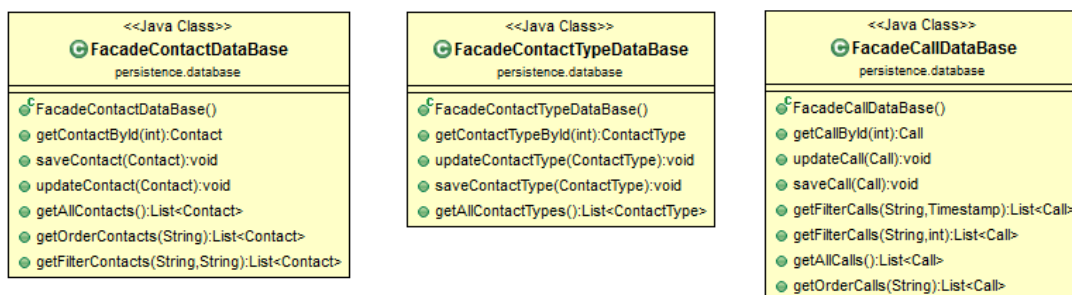 <<Java Class>>
FacadeContactDataBase
persistence.database
FacadeContactDataBase()
getContactById(int):Contact
saveContact(Contact):void
updateContact(Contact):void
getAllContacts():List<Contact>
getOrderContacts(String):List<Contact>
getFilterContacts(String,String):List<Contact>
<<Java Class>>
FacadeContactTypeDataBase
persistence.database
FacadeContactTypeDataBase()
getContactTypeById(int):ContactType
updateContactType(ContactType):void
saveContactType(ContactType):void
getAllContactTypes():List<ContactType>
<<Java Class>>
FacadeCallDataBase
persistence.database
FacadeCallDataBase()
getCallById(int):Call
updateCall(Call):void
saveCall(Call):void
getFilterCalls(String,Timestamp):List<Call>
getFilterCalls(String,int):List<Call>
getAllCalls():List<Call>
getOrderCalls(String):List<Call>